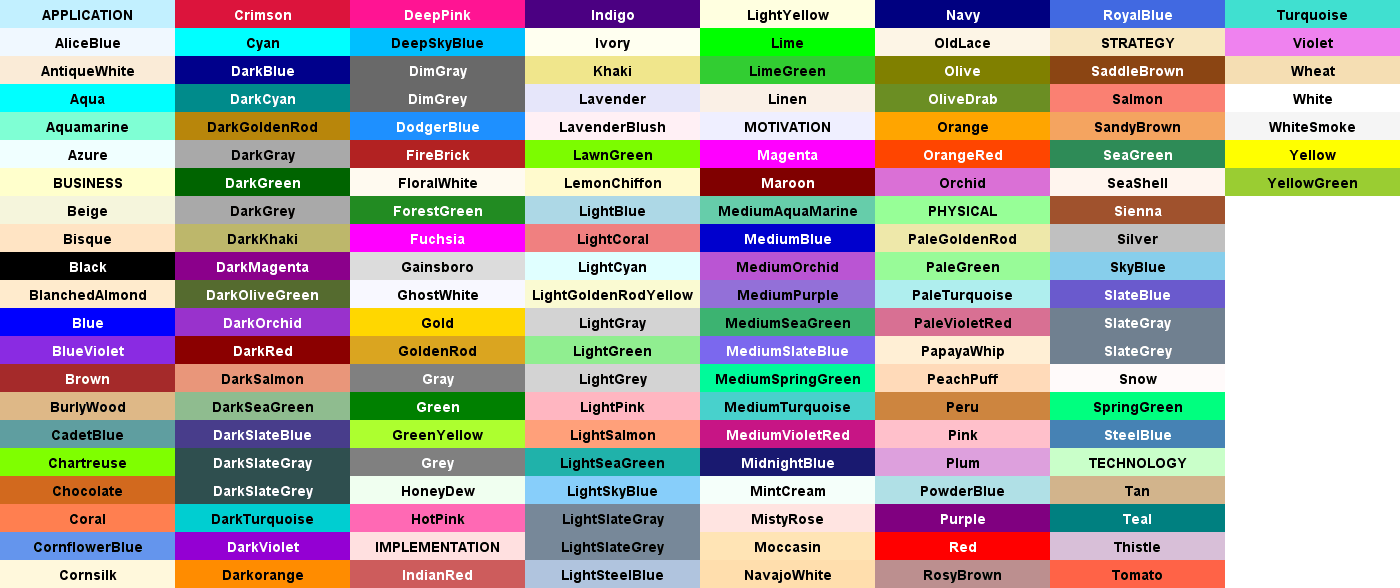 APPLICATION
AliceBlue
AntiqueWhite
Aqua
Aquamarine
Azure
BUSINESS
Beige
Bisque
Black
BlanchedAlmond
Blue
BlueViolet
Brown
BurlyWood
CadetBlue
Chartreuse
Chocolate
Coral
CornflowerBlue
Cornsilk
Crimson
Cyan
DarkBlue
DarkCyan
DarkGoldenRod
DarkGray
DarkGreen
DarkGrey
DarkKhaki
DarkMagenta
DarkOliveGreen
DarkOrchid
DarkRed
DarkSalmon
DarkSeaGreen
DarkSlateBlue
DarkSlateGray
DarkSlateGrey
DarkTurquoise
DarkViolet
Darkorange
DeepPink
DeepSkyBlue
DimGray
DimGrey
DodgerBlue
FireBrick
FloralWhite
ForestGreen
Fuchsia
Gainsboro
GhostWhite
Gold
GoldenRod
Gray
Green
GreenYellow
Grey
HoneyDew
HotPink
IMPLEMENTATION
IndianRed
Indigo
Ivory
Khaki
Lavender
LavenderBlush
LawnGreen
LemonChiffon
LightBlue
LightCoral
LightCyan
LightGoldenRodYellow
LightGray
LightGreen
LightGrey
LightPink
LightSalmon
LightSeaGreen
LightSkyBlue
LightSlateGray
LightSlateGrey
LightSteelBlue
LightYellow
Lime
LimeGreen
Linen
MOTIVATION
Magenta
Maroon
MediumAquaMarine
MediumBlue
MediumOrchid
MediumPurple
MediumSeaGreen
MediumSlateBlue
MediumSpringGreen
MediumTurquoise
MediumVioletRed
MidnightBlue
MintCream
MistyRose
Moccasin
NavajoWhite
Navy
OldLace
Olive
OliveDrab
Orange
OrangeRed
Orchid
PHYSICAL
PaleGoldenRod
PaleGreen
PaleTurquoise
PaleVioletRed
PapayaWhip
PeachPuff
Peru
Pink
Plum
PowderBlue
Purple
Red
RosyBrown
RoyalBlue
STRATEGY
SaddleBrown
Salmon
SandyBrown
SeaGreen
SeaShell
Sienna
Silver
SkyBlue
SlateBlue
SlateGray
SlateGrey
Snow
SpringGreen
SteelBlue
TECHNOLOGY
Tan
Teal
Thistle
Tomato
Turquoise
Violet
Wheat
White
WhiteSmoke
Yellow
YellowGreen